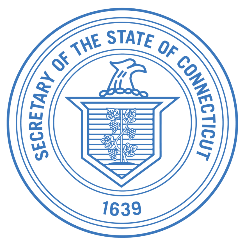 SECRETARY OF THE STATE OF CONNECTICUT
1639